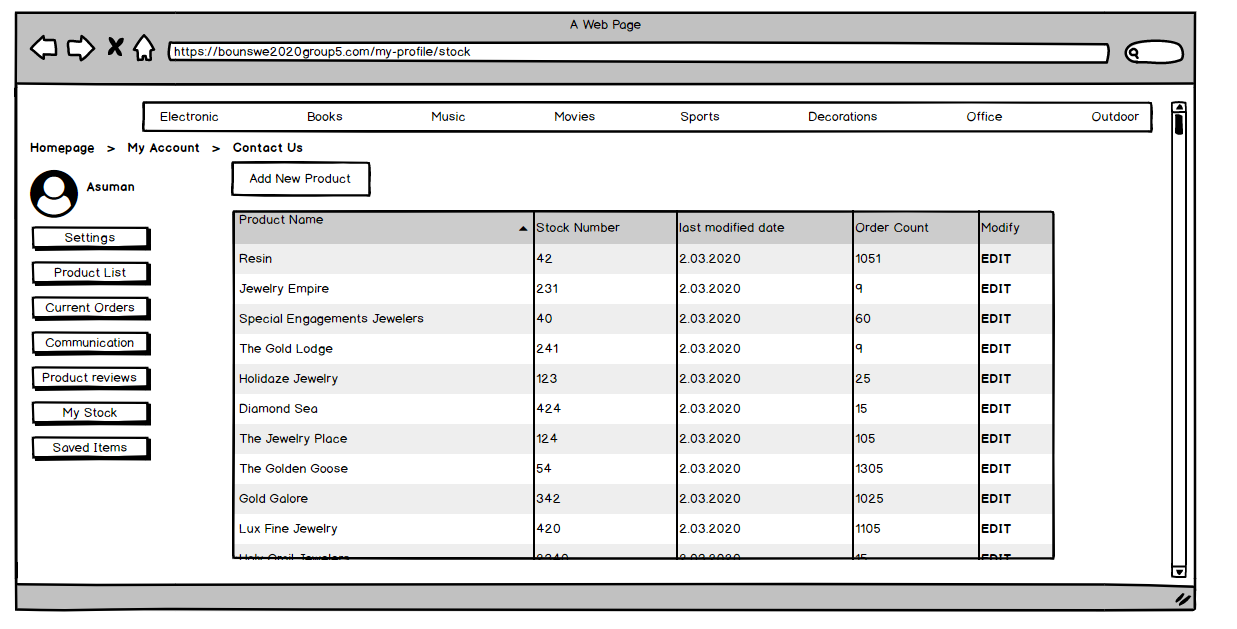 A Web Page
https://bounswe2020group5.com/my-profile/stock
Electronic Books Music Movies Sports Decorations Office Outdoor
Homepage > My Account > Contact Us
Asuman
Add New Product
Settings
Product List
Current Orders
Communication
Product reviews
My Stock
Saved Items
Product Name Stock Number last modified date Order Count Modify
Resin 42 2.03.2020 1051 EDIT
Jewelry Empire 231 2.03.2020 9 EDIT
Special Engagements Jewelers 40 2.03.2020 60 EDIT
The Gold Lodge 241 2.03.2020 9 EDIT
Holidaze Jewelry 123 2.03.2020 25 EDIT
Diamond Sea 424 2.03.2020 15 EDIT
The Jewelry Place 124 2.03.2020 105 EDIT
The Golden Goose 54 2.03.2020 1305 EDIT
Gold Galore 342 2.03.2020 1025 EDIT
Lux Fine Jewelry 420 2.03.2020 1105 EDIT
Jewelers 2.03.2020 15 EDIT